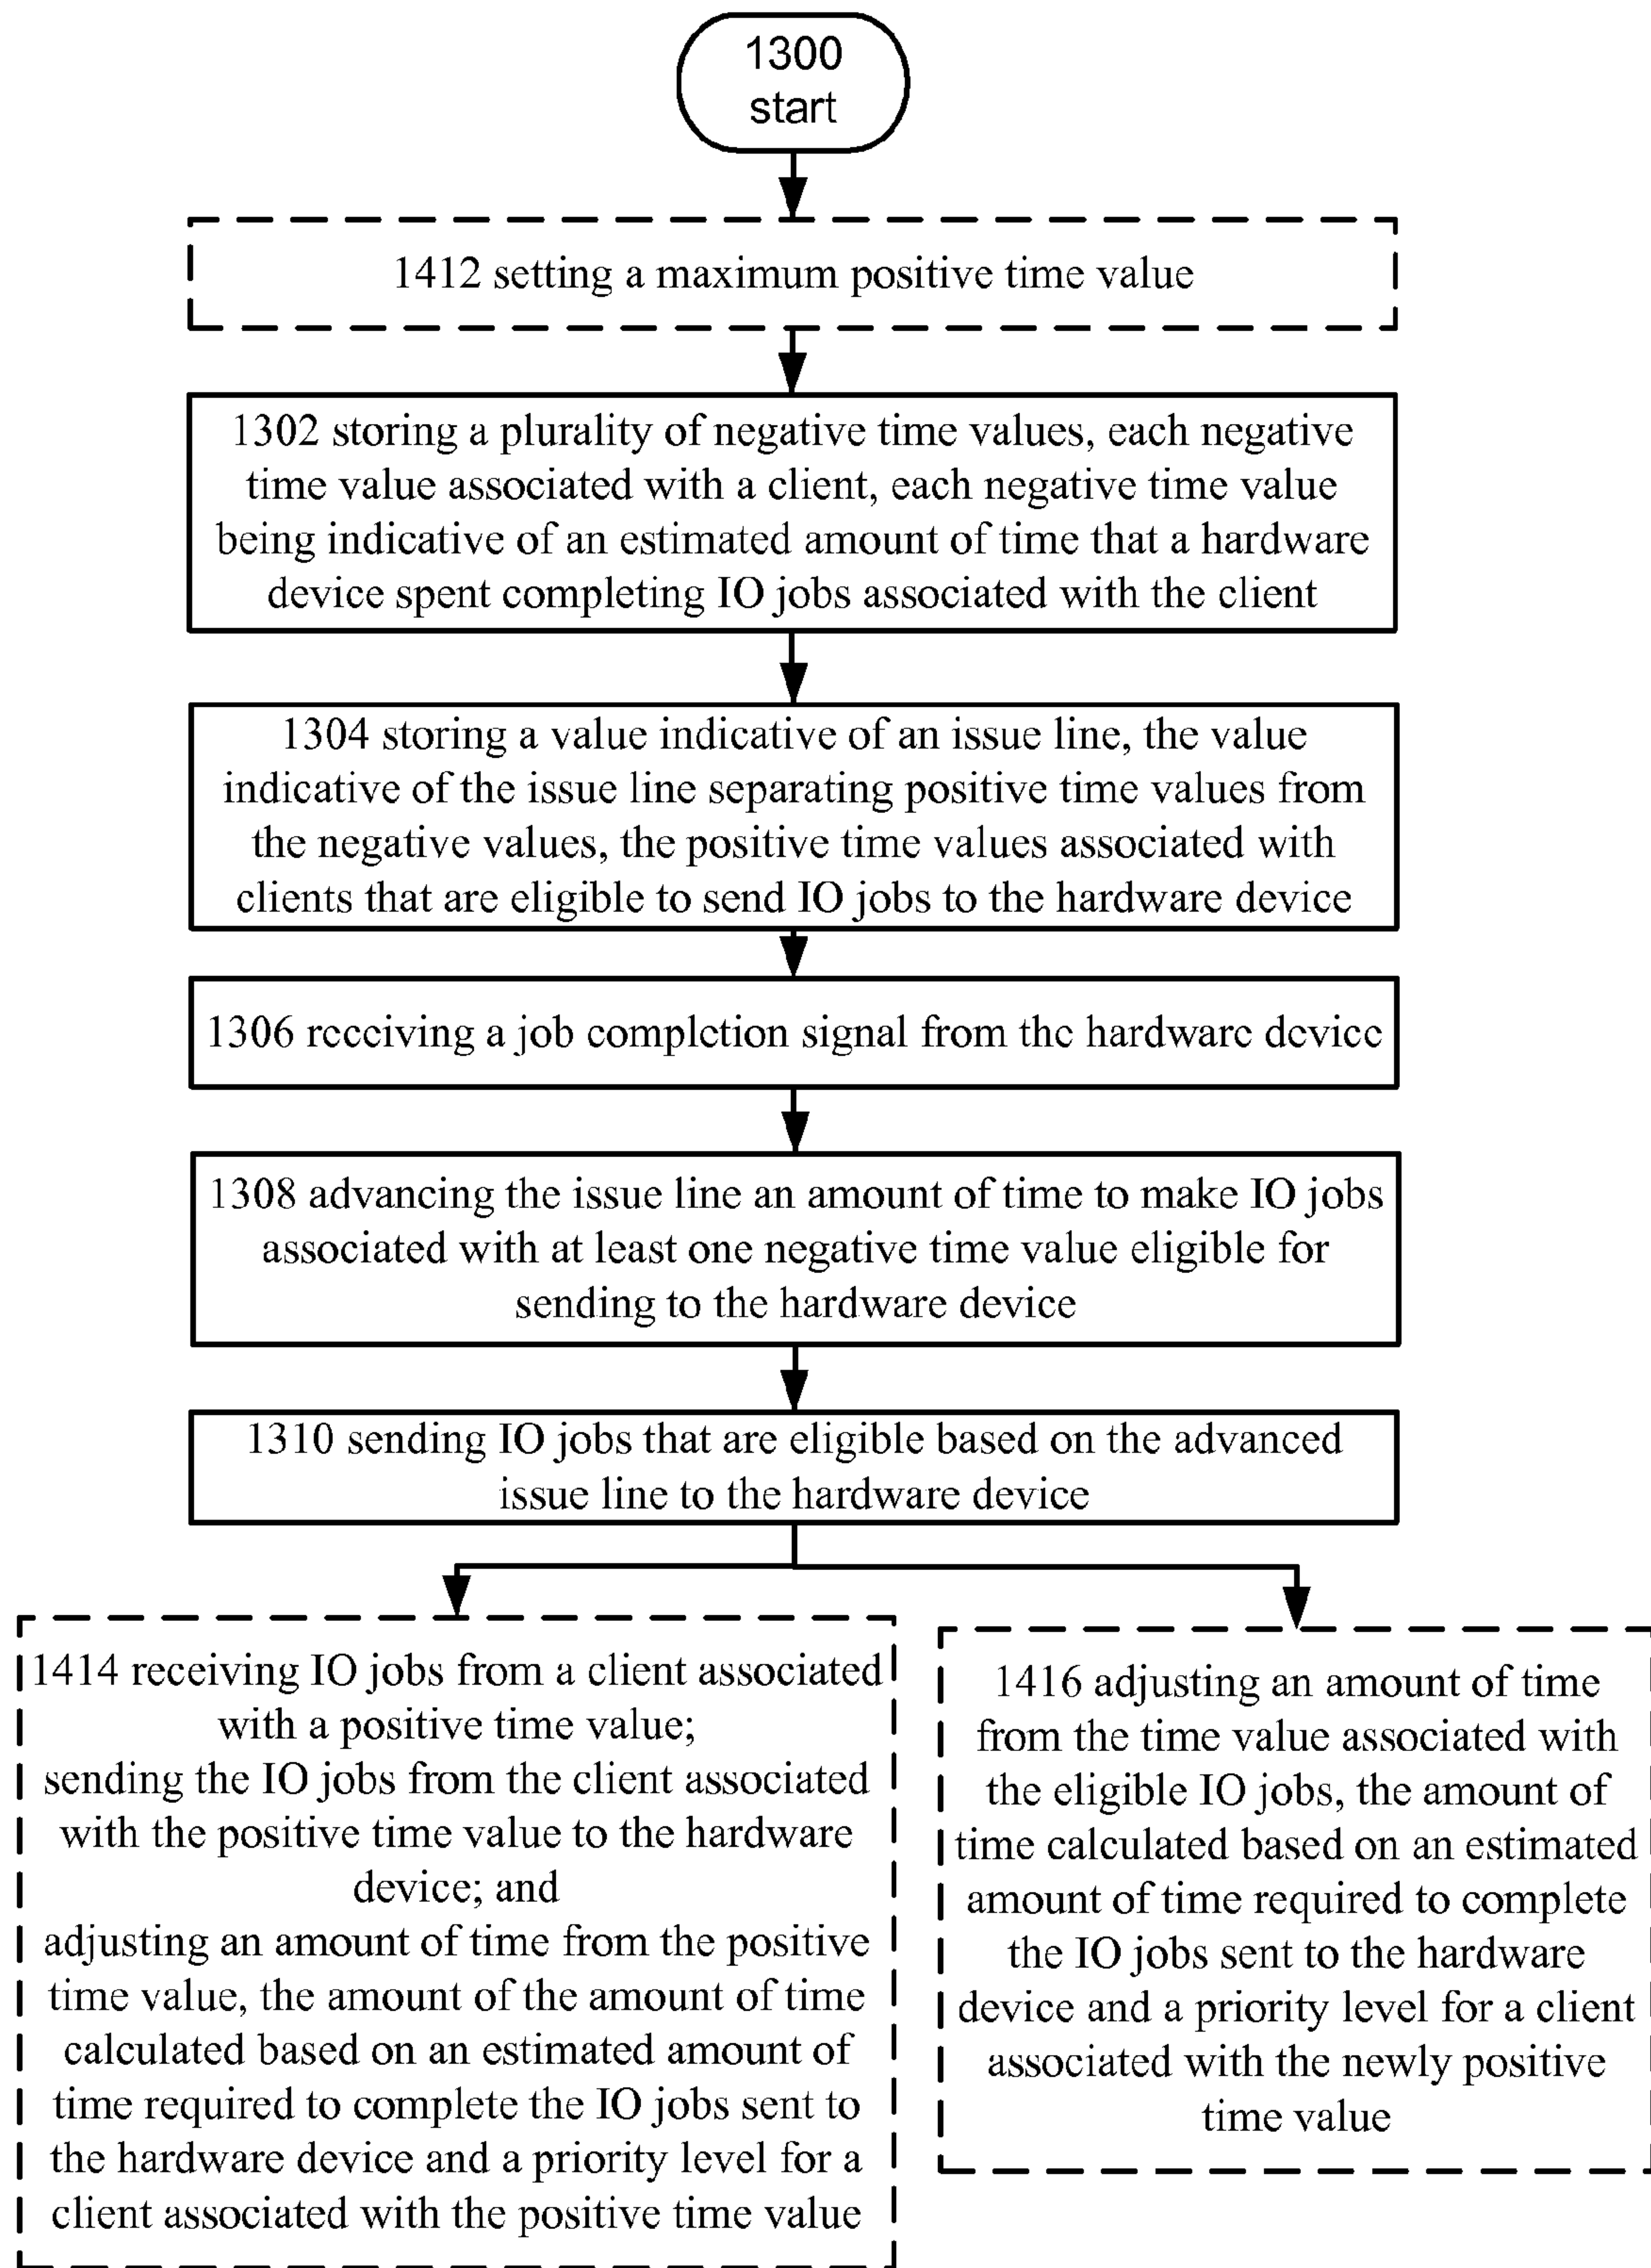 1300
start
1412 setting a maximum positive time value
1302 storing a plurality of negative time values, each negative
time value associated with a client, each negative time value
being indicative of an estimated amount of time that a hardware
device spent completing IO jobs associated with the client
1304 storing a value indicative of an issue line, the value
indicative of the issue line separating positive time values from
the negative values, the positive time values associated with
clients that are eligible to send IO jobs to the hardware device
1306 receiving a job completion signal from the hardware device
1308 advancing the issue line an amount of time to make IO jobs
associated with at least one negative time value eligible for
sending to the hardware device
1310 sending IO jobs that are eligible based on the advanced
issue line to the hardware device
1414 receiving IO jobs from a client associated
with a positive time value;
sending the IO jobs from the client associated
with the positive time value to the hardware
device; and
adjusting an amount of time from the positive
time value, the amount of the amount of time
calculated based on an estimated amount of
time required to complete the IO jobs sent to
the hardware device and a priority level for a
client associated with the positive time value
1416 adjusting an amount of time
from the time value associated with
the eligible IO jobs, the amount of
time calculated based on an estimated
amount of time required to complete
the IO jobs sent to the hardware
device and a priority level for a client
associated with the newly positive
time value